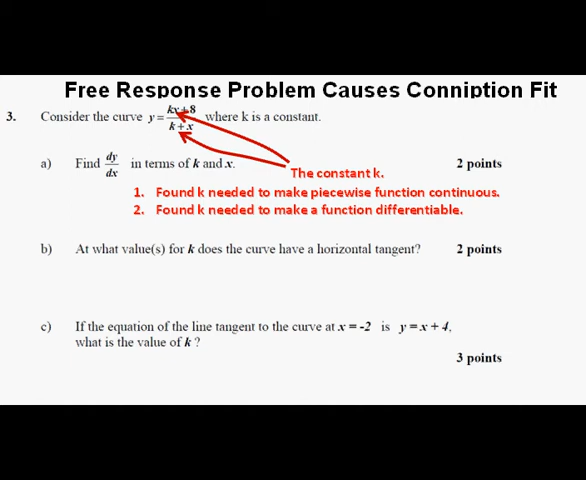 Free Response Problem Causes Conniption Fit
3. Consider the curve y = (kx+8)/(k+x) where k is a constant.
a) Find dy/dx in terms of k and x. 2 points
The constant k.
1. Found k needed to make piecewise function continuous.
2. Found k needed to make a function differentiable.
b) At what value(s) for k does the curve have a horizontal tangent? 2 points
c) If the equation of the line tangent to the curve at x = -2 is y = x + 4,
what is the value of k ?
3 points